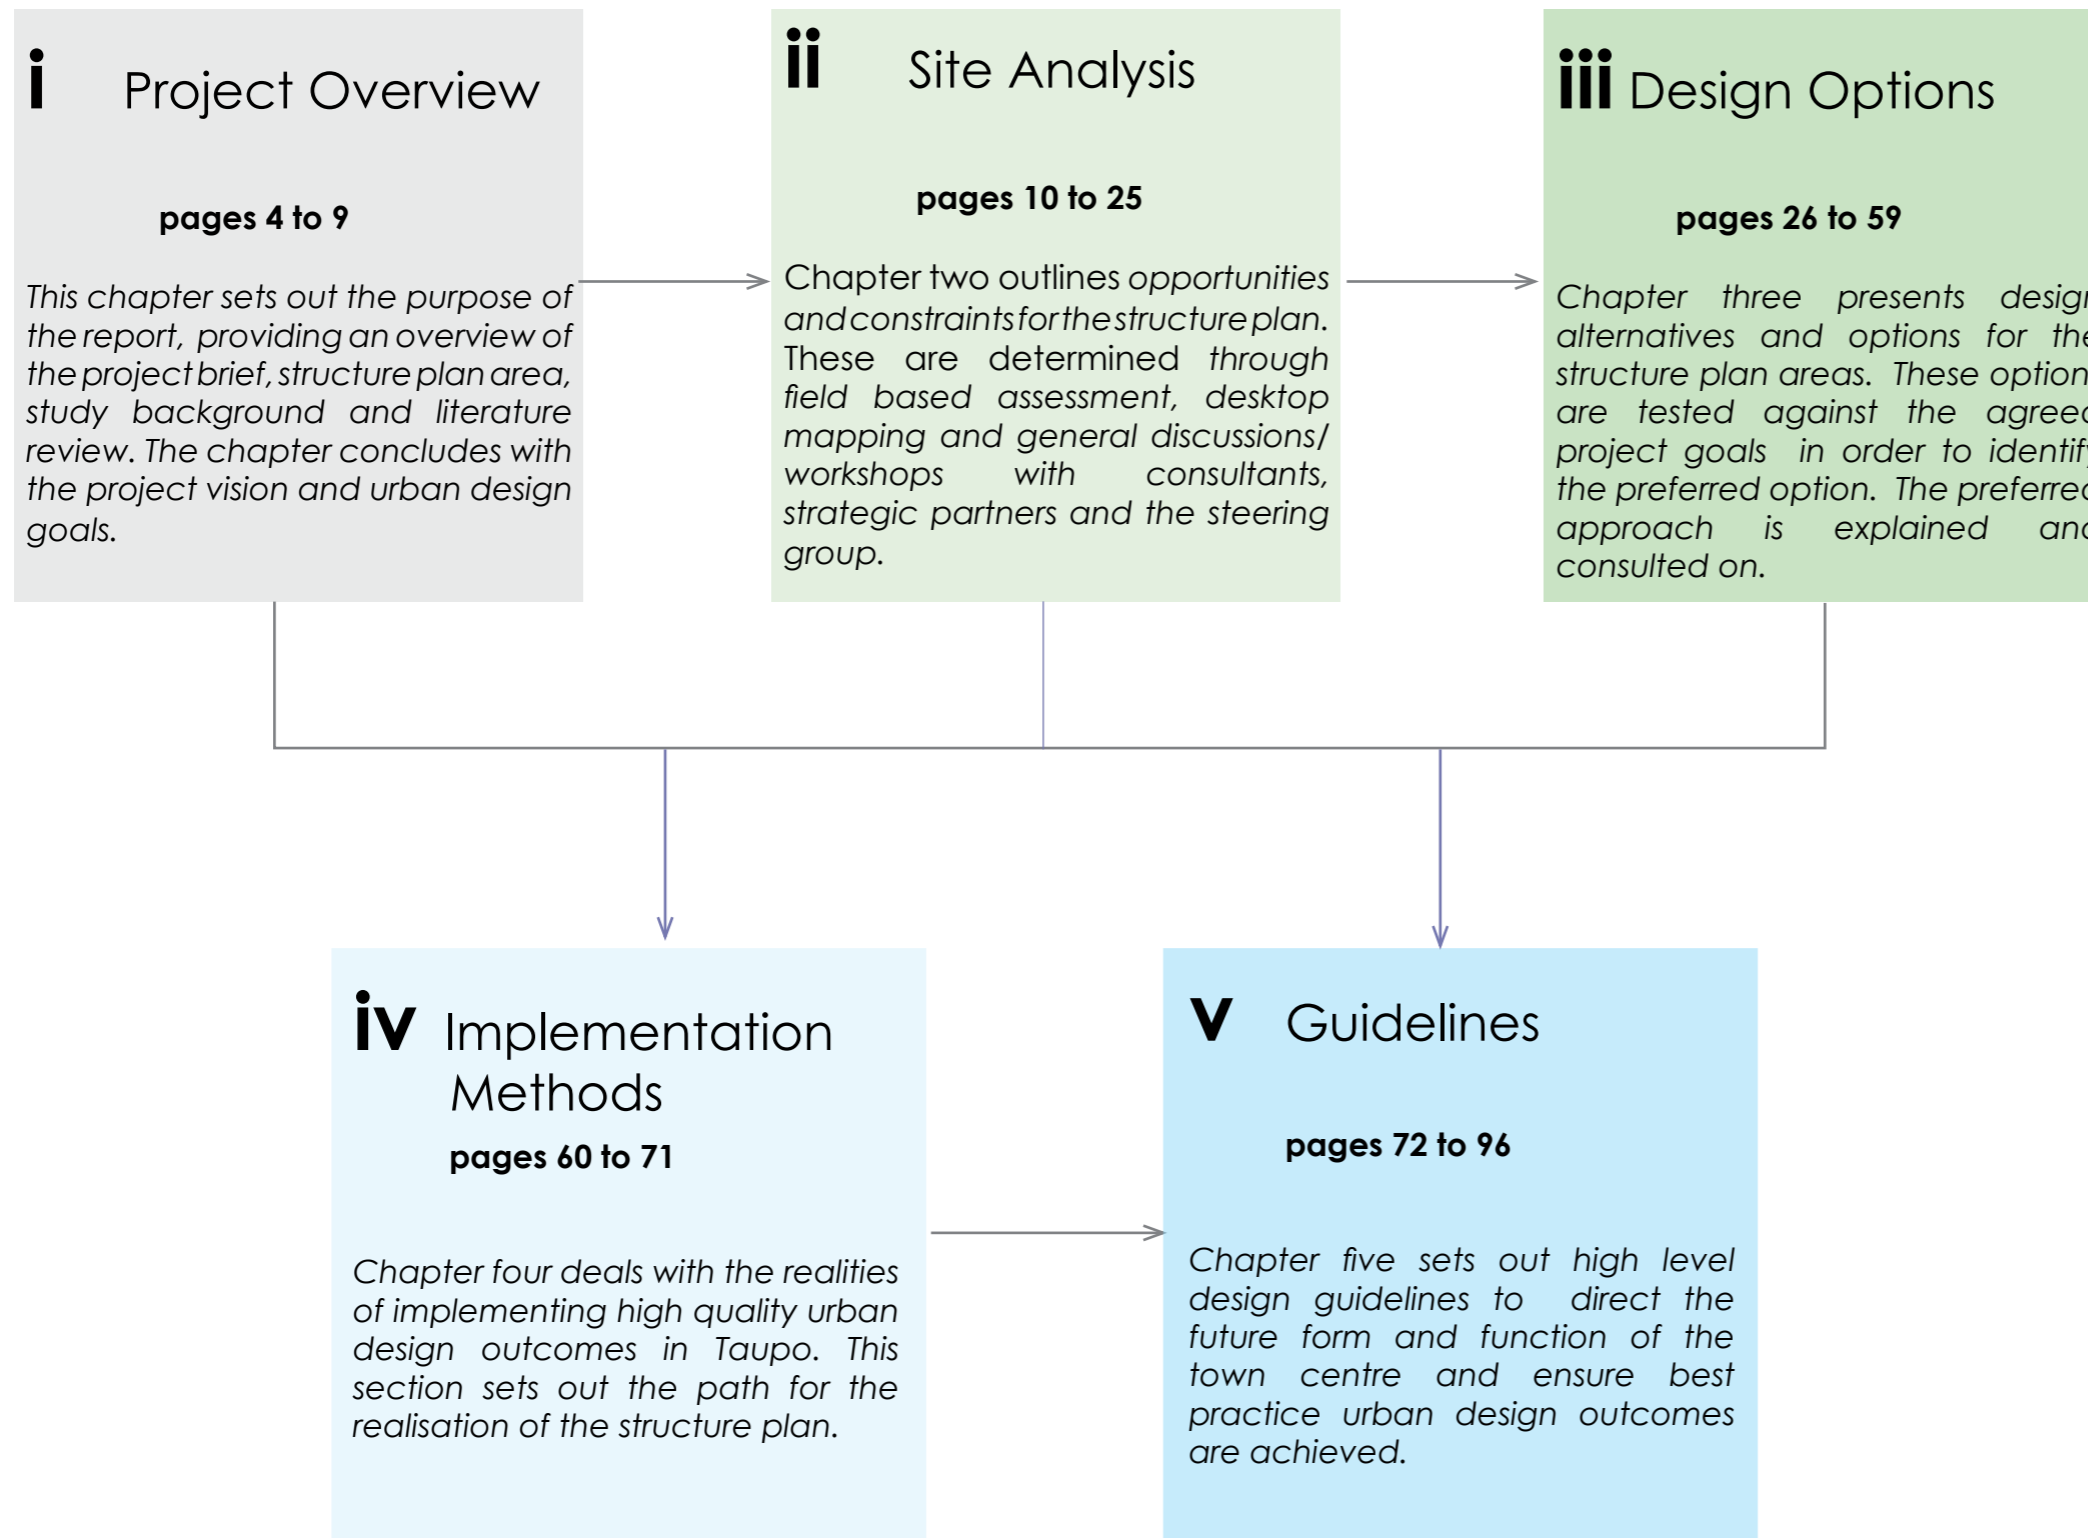 i Project Overview
pages 4 to 9
This chapter sets out the purpose of
the report, providing an overview of
the project brief, structure plan area,
study background and literature
review. The chapter concludes with
the project vision and urban design
goals.
ii Site Analysis
pages 10 to 25
Chapter two outlines opportunities
and constraints for the structure plan.
These are determined through
field based assessment, desktop
mapping and general discussions/
workshops with consultants,
strategic partners and the steering
group.
iii Design Options
pages 26 to 59
Chapter three presents design
alternatives and options for the
structure plan areas. These option
are tested against the agreed
project goals in order to identify
the preferred option. The preferred
approach is explained and
consulted on.
iv Implementation
Methods
pages 60 to 71
Chapter four deals with the realities
of implementing high quality urban
design outcomes in Taupo. This
section sets out the path for the
realisation of the structure plan.
v Guidelines
pages 72 to 96
Chapter five sets out high level
design guidelines to direct the
future form and function of the
town centre and ensure best
practice urban design outcomes
are achieved.